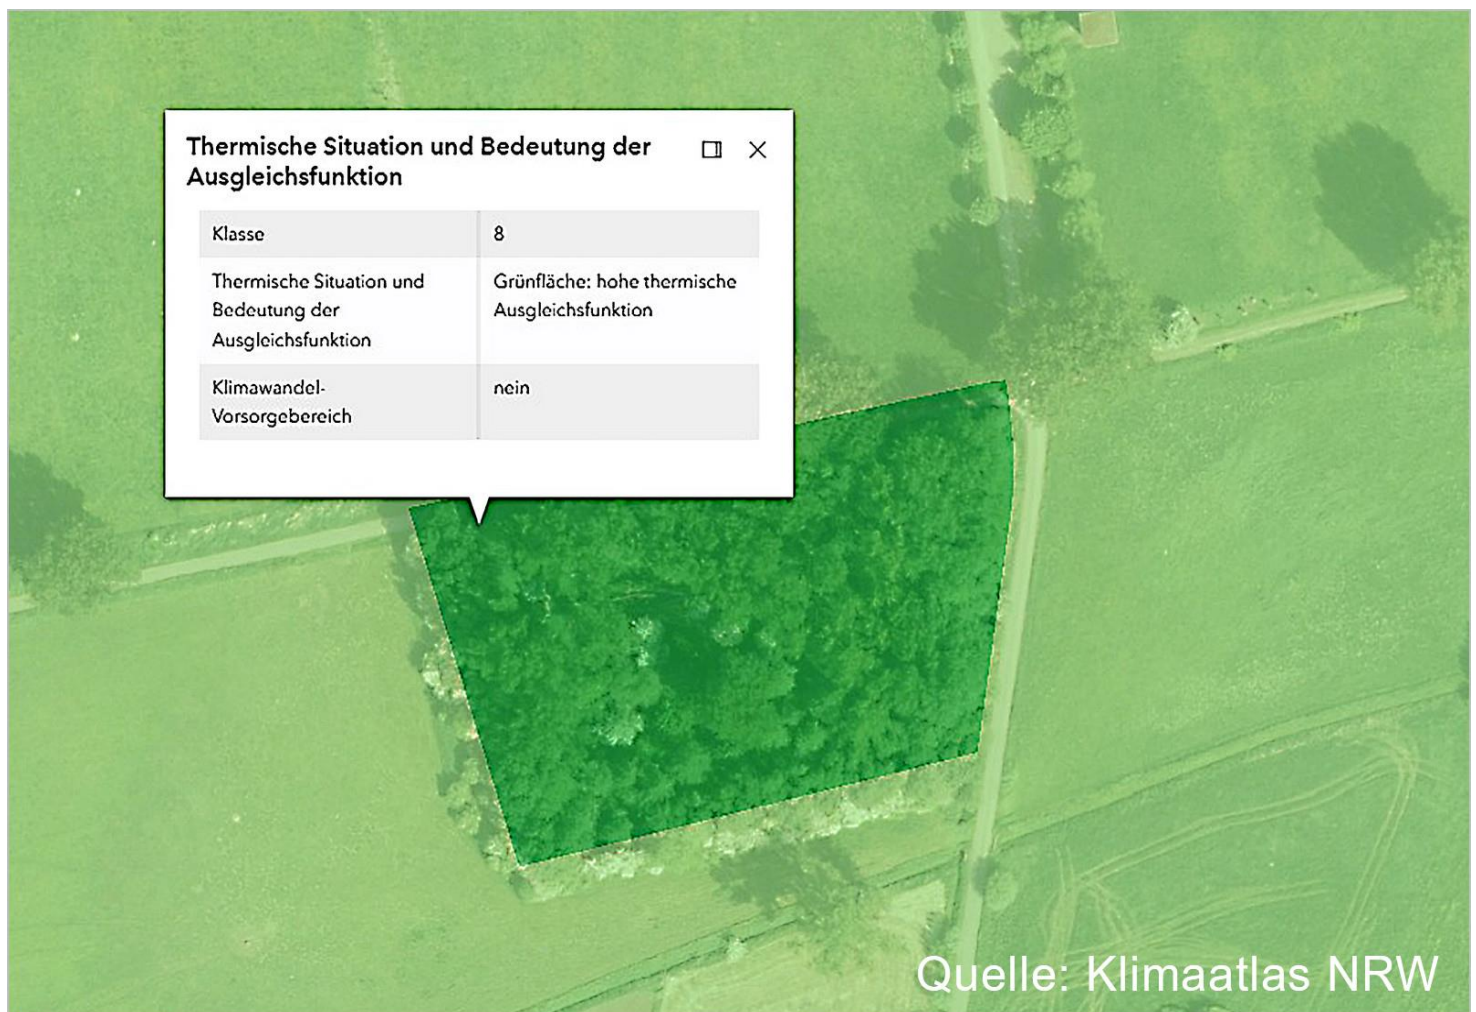 Thermische Situation und Bedeutung der
Ausgleichsfunktion
Klasse 8
Thermische Situation und
Bedeutung der
Ausgleichsfunktion
Grünfläche: hohe thermische
Ausgleichsfunktion
Klimawandel-
Vorsorgebereich
nein
Quelle: Klimaatlas NRW